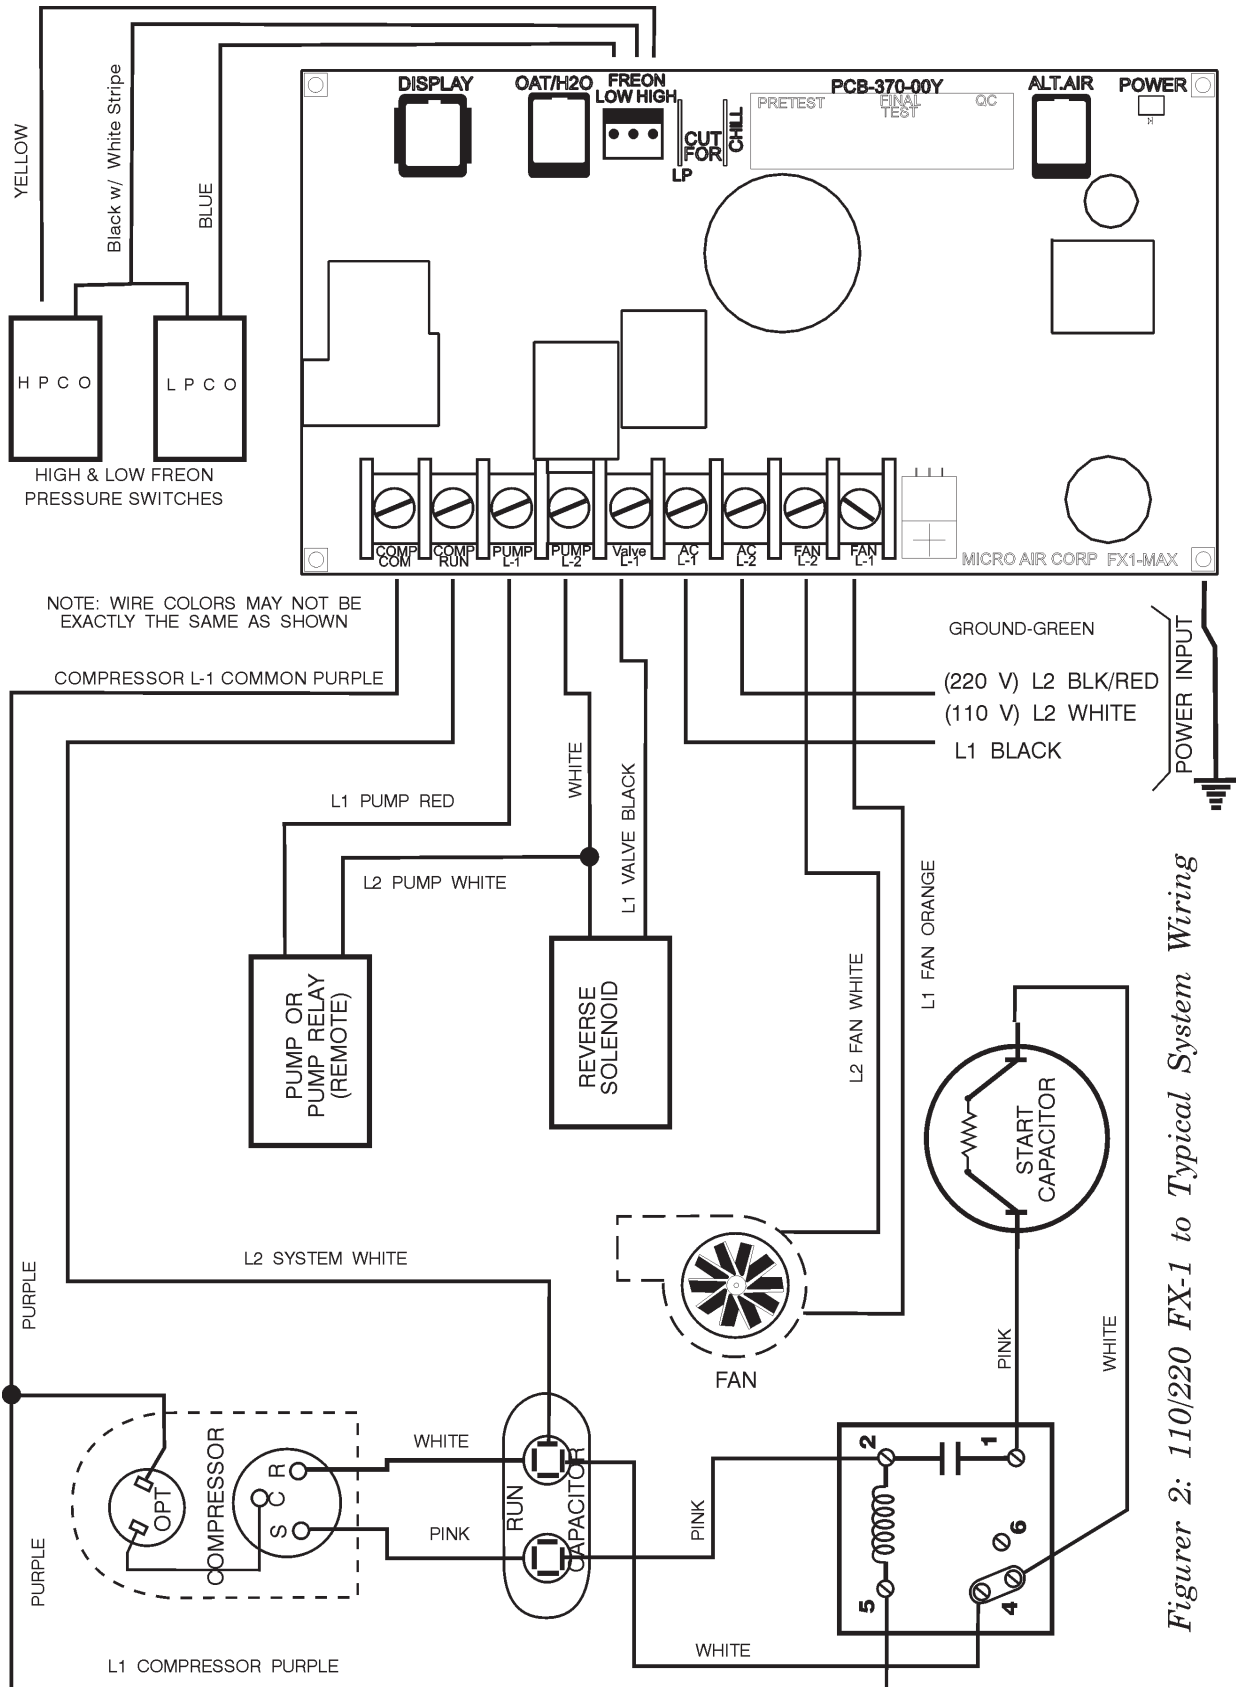 DISPLAY
OAT/H2O
FREON
LOW HIGH
CUT
FOR
CHILL
LP
PCB-370-00Y
PRETEST
FINAL
TEST
QC
ALT.AIR
POWER
YELLOW
Black w/ White Stripe
BLUE
H P C O
L P C O
HIGH & LOW FREON
PRESSURE SWITCHES
COMP
COM
COMP
RUN
PUMP
L-1
PUMP
L-2
Valve
L-1
AC
L-1
AC
L-2
FAN
L-2
FAN
L-1
MICRO AIR CORP FX1-MAX
NOTE: WIRE COLORS MAY NOT BE
EXACTLY THE SAME AS SHOWN
GROUND-GREEN
COMPRESSOR L-1 COMMON PURPLE
(220 V) L2 BLK/RED
(110 V) L2 WHITE
L1 BLACK
POWER INPUT
L1 PUMP RED
WHITE
L1 VALVE BLACK
L2 PUMP WHITE
L1 FAN ORANGE
L2 FAN WHITE
PUMP OR
PUMP RELAY
(REMOTE)
REVERSE
SOLENOID
START
CAPACITOR
L2 SYSTEM WHITE
PURPLE
FAN
PINK
WHITE
COMPRESSOR
OPT
R
C
S
WHITE
PINK
RUN
CAPACITOR
PINK
2
1
6
5
4
PURPLE
WHITE
L1 COMPRESSOR PURPLE
Figurer 2: 110/220 FX-1 to Typical System Wiring